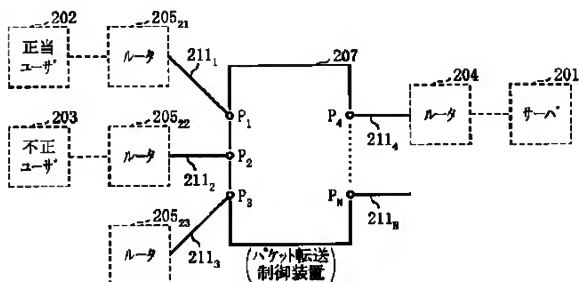 202
正当
ユーザ
205₂₁
ルータ
211₁
207
204
ルータ
201
サーバ
203
不正
ユーザ
205₂₂
ルータ
211₂
P₁
P₂
P₃
P₄
211₄
P_N
211_N
205₂₃
ルータ
211₃
(パケット転送
制御装置)